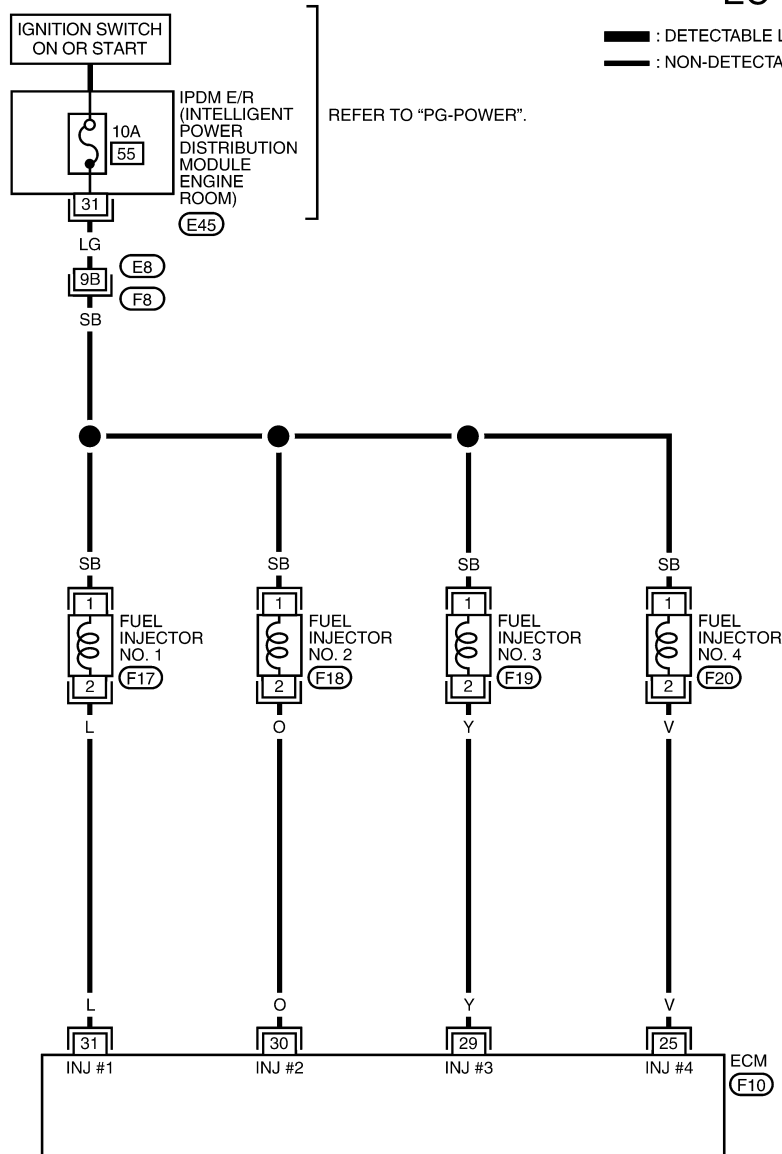 IGNITION SWITCH
ON OR START
: DETECTABLE L
: NON-DETECTA
10A
55
IPDM E/R
(INTELLIGENT
POWER
DISTRIBUTION
MODULE
ENGINE
ROOM)
REFER TO “PG-POWER”.
31
E45
LG
9B
E8
F8
SB
SB SB SB SB
1 1 1 1
FUEL
INJECTOR
NO. 1
F17
FUEL
INJECTOR
NO. 2
F18
FUEL
INJECTOR
NO. 3
F19
FUEL
INJECTOR
NO. 4
F20
2 2 2 2
L O Y V
L O Y V
31 30 29 25
INJ #1 INJ #2 INJ #3 INJ #4
ECM
F10